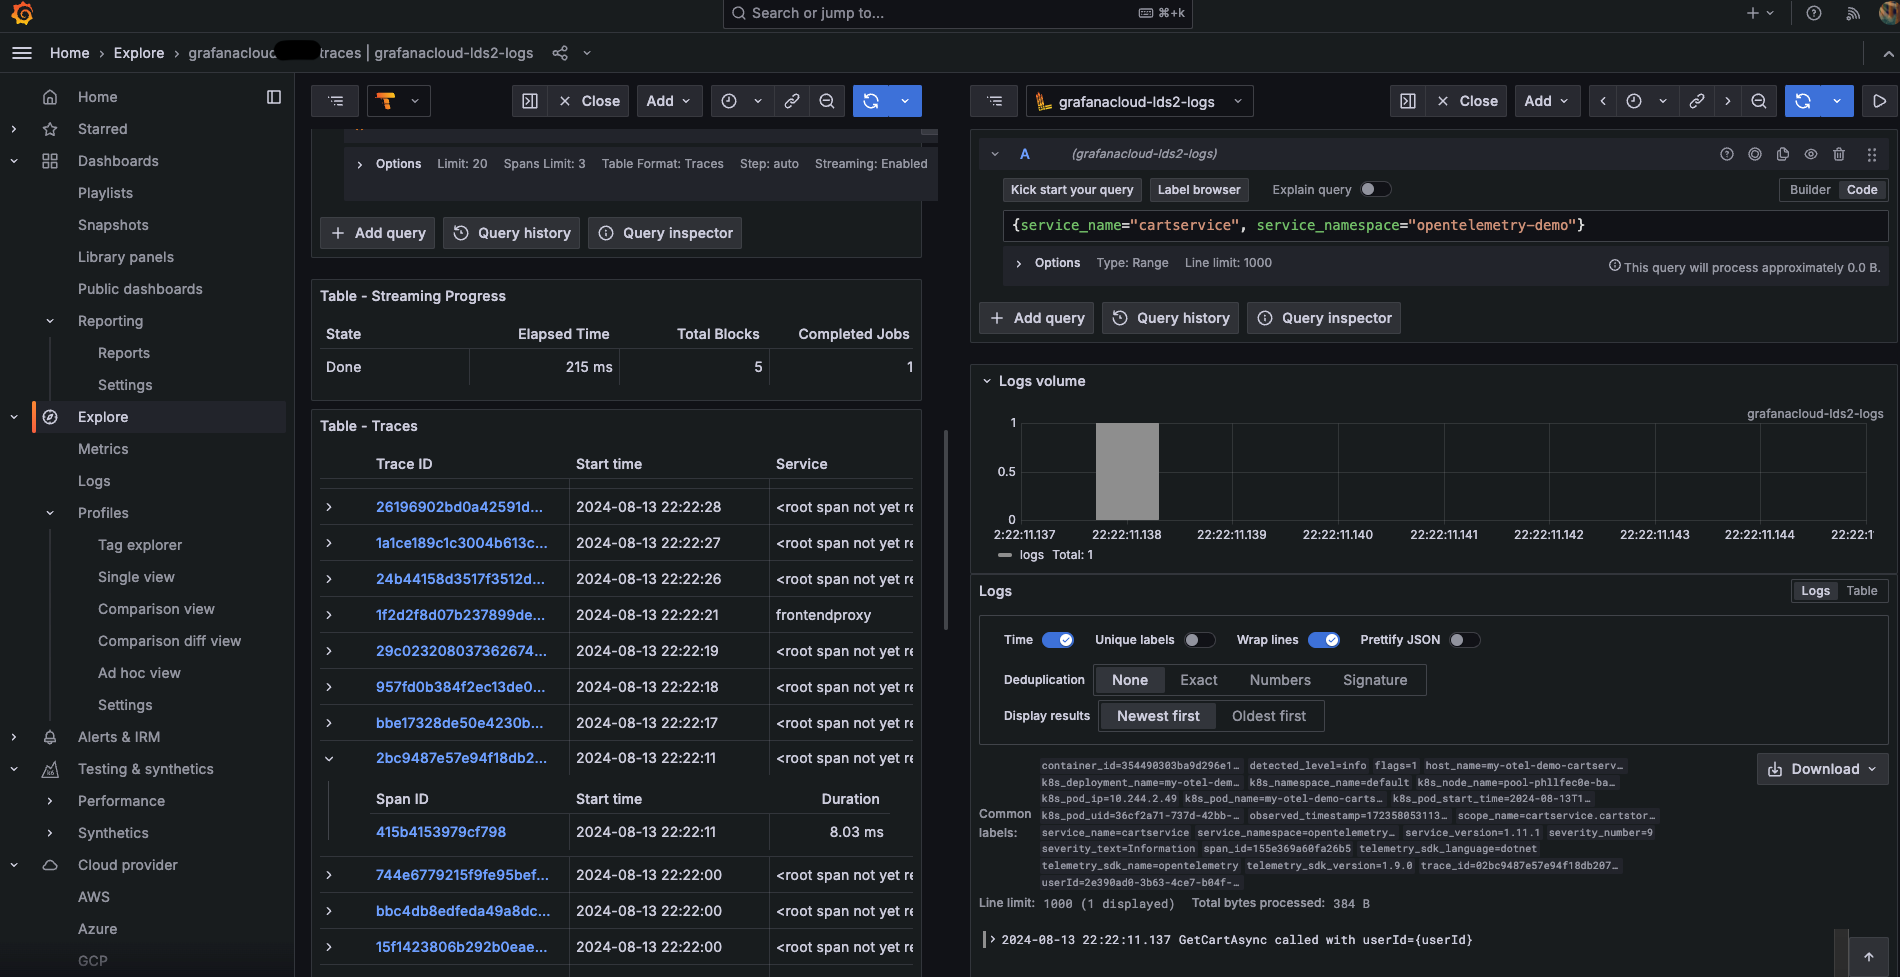 Search or jump to...
⌘+k
Home › Explore › grafanacloud traces | grafanacloud-lds2-logs
Home
Starred
Dashboards
Playlists
Snapshots
Library panels
Public dashboards
Reporting
Reports
Settings
Explore
Metrics
Logs
Profiles
Tag explorer
Single view
Comparison view
Comparison diff view
Ad hoc view
Settings
Alerts & IRM
Testing & synthetics
Performance
Synthetics
Cloud provider
AWS
Azure
GCP
Close
Add
Options Limit: 20 Spans Limit: 3 Table Format: Traces Step: auto Streaming: Enabled
+ Add query
Query history
Query inspector
Table - Streaming Progress
State Elapsed Time Total Blocks Completed Jobs
Done 215 ms 5 1
Table - Traces
Trace ID Start time Service
26196902bd0a42591d... 2024-08-13 22:22:28 <root span not yet re
1a1ce189c1c3004b613c... 2024-08-13 22:22:27 <root span not yet re
24b44158d3517f3512d... 2024-08-13 22:22:26 <root span not yet re
1f2d2f8d07b237899de... 2024-08-13 22:22:21 frontendproxy
29c023208037362674... 2024-08-13 22:22:19 <root span not yet re
957fd0b384f2ec13de0... 2024-08-13 22:22:18 <root span not yet re
bbe17328de50e4230b... 2024-08-13 22:22:17 <root span not yet re
2bc9487e57e94f18db2... 2024-08-13 22:22:11 <root span not yet re
Span ID Start time Duration
415b4153979cf798 2024-08-13 22:22:11 8.03 ms
744e6779215f9fe95bef... 2024-08-13 22:22:00 <root span not yet re
bbc4db8edfeda49a8dc... 2024-08-13 22:22:00 <root span not yet re
15f1423806b292b0eae... 2024-08-13 22:22:00 <root span not yet re
grafanacloud-lds2-logs
Close
Add
A (grafanacloud-lds2-logs)
Kick start your query
Label browser
Explain query
Builder Code
{service_name="cartservice", service_namespace="opentelemetry-demo"}
Options Type: Range Line limit: 1000
This query will process approximately 0.0 B.
+ Add query
Query history
Query inspector
Logs volume
grafanacloud-lds2-logs
1
0.5
0
2:22:11.137 22:22:11.138 22:22:11.139 22:22:11.140 22:22:11.141 22:22:11.142 22:22:11.143 22:22:11.144 22:22:1
logs Total: 1
Logs
Logs Table
Time Unique labels Wrap lines Prettify JSON
Deduplication None Exact Numbers Signature
Display results Newest first Oldest first
Download
Common labels:
container_id=354490303ba9d296e1… detected_level=info flags=1 host_name=my-otel-demo-cartserv…
k8s_deployment_name=my-otel-dem… k8s_namespace_name=default k8s_node_name=pool-phllfec0e-ba…
k8s_pod_ip=10.244.2.49 k8s_pod_name=my-otel-demo-carts… k8s_pod_start_time=2024-08-13T1…
k8s_pod_uid=36cf2a71-737d-42bb-… observed_timestamp=172358053113… scope_name=cartservice.cartstor…
service_name=cartservice service_namespace=opentelemetry… service_version=1.11.1 severity_number=9
severity_text=Information span_id=155e369a60fa26b5 telemetry_sdk_language=dotnet
telemetry_sdk_name=opentelemetry telemetry_sdk_version=1.9.0 trace_id=02bc9487e57e94f18db207…
userId=2e390ad0-3b63-4ce7-b04f-…
Line limit: 1000 (1 displayed) Total bytes processed: 384 B
2024-08-13 22:22:11.137 GetCartAsync called with userId={userId}